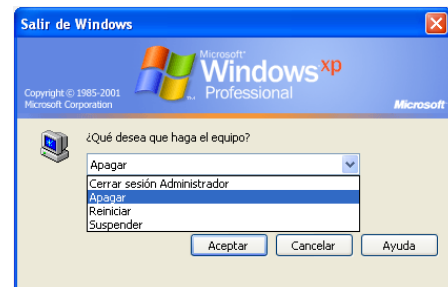 Salir de Windows
Microsoft®
Windows xp
Professional
Copyright © 1985-2001
Microsoft Corporation
Microsoft
¿Qué desea que haga el equipo?
Apagar
Cerrar sesión Administrador
Apagar
Reiniciar
Suspender
Aceptar Cancelar Ayuda